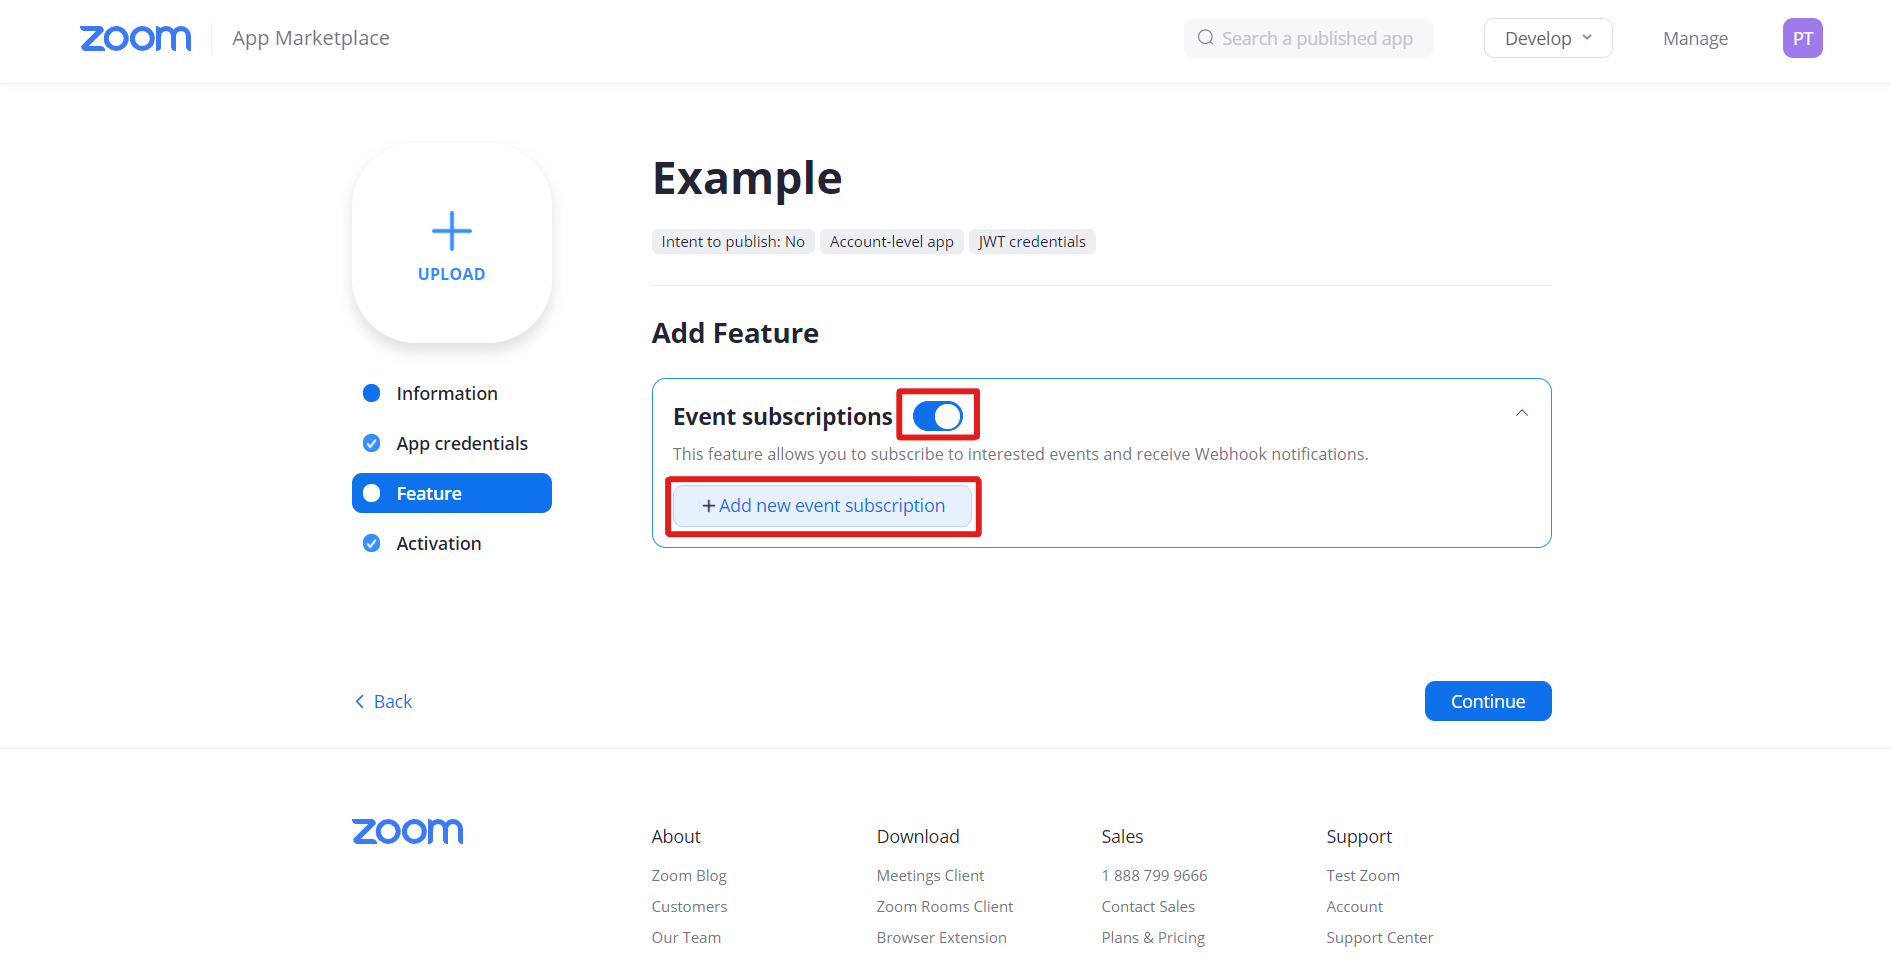 zoom App Marketplace Search a published app Develop Manage PT
Example
UPLOAD
Intent to publish: No Account-level app JWT credentials
Add Feature
Information
App credentials
Feature
Activation
Event subscriptions
This feature allows you to subscribe to interested events and receive Webhook notifications.
+ Add new event subscription
Back Continue
zoom
About
Zoom Blog
Customers
Our Team
Download
Meetings Client
Zoom Rooms Client
Browser Extension
Sales
1 888 799 9666
Contact Sales
Plans & Pricing
Support
Test Zoom
Account
Support Center